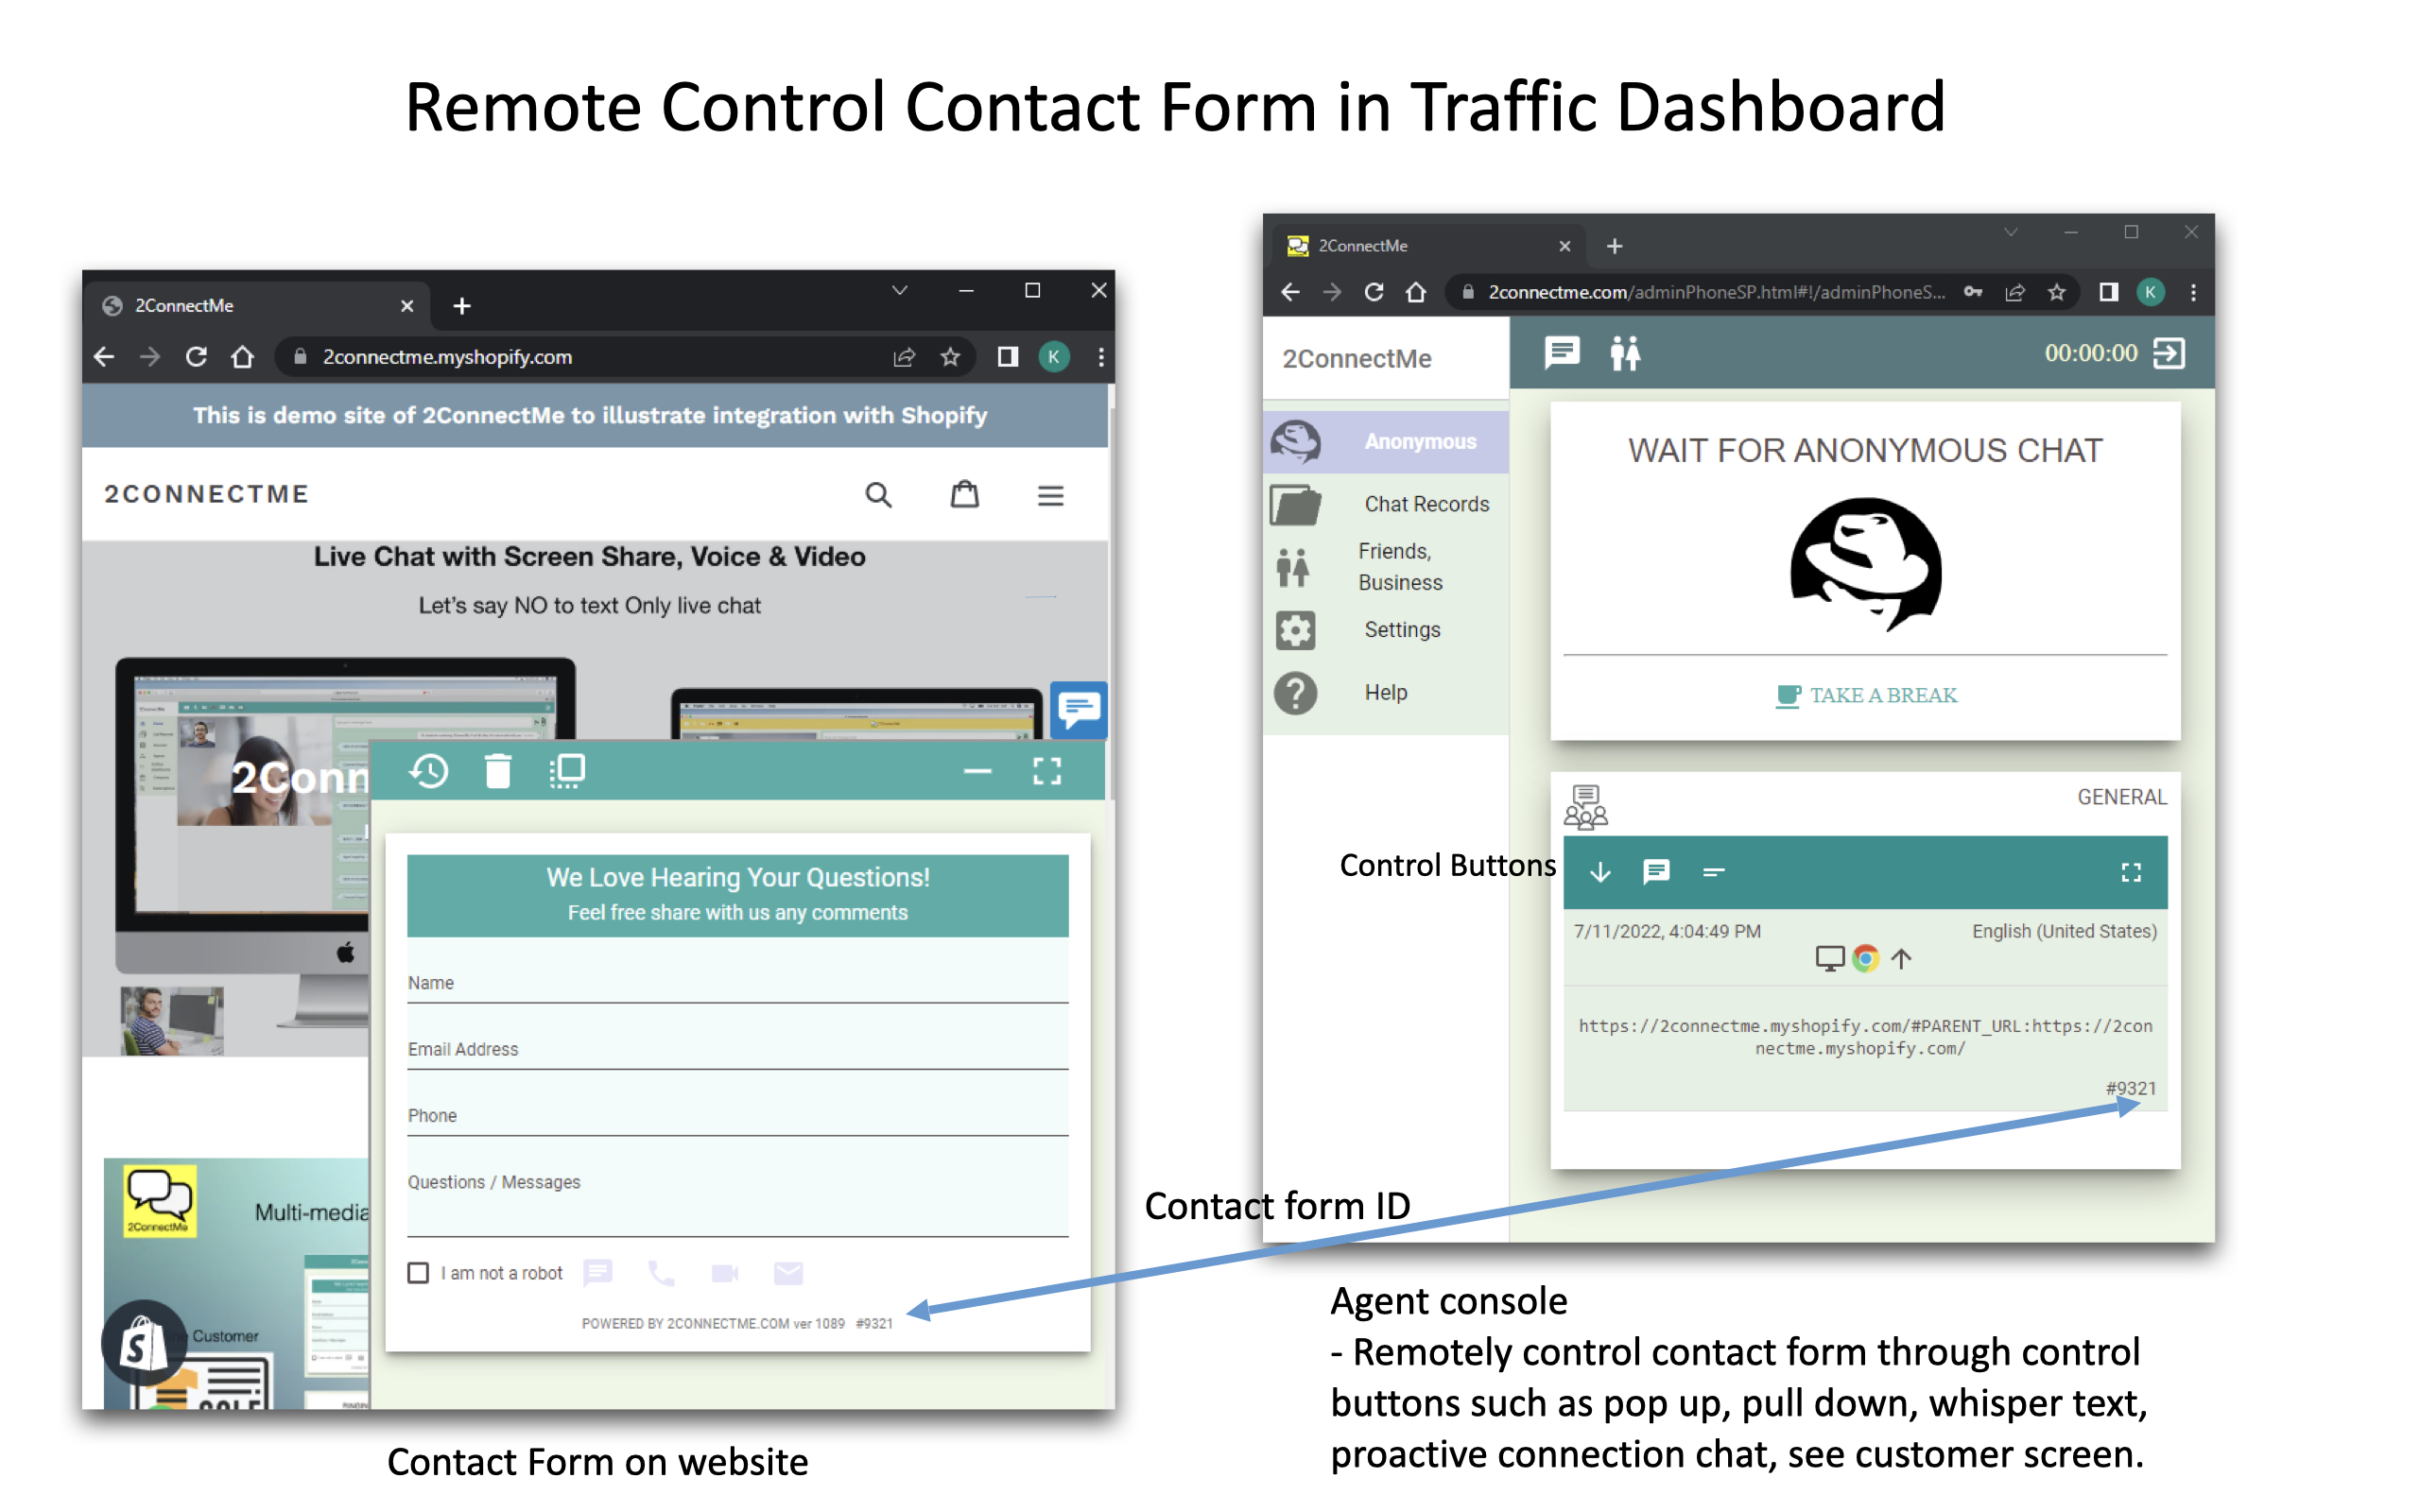 Remote Control Contact Form in Traffic Dashboard
2ConnectMe
2connectme.myshopify.com
K
This is demo site of 2ConnectMe to illustrate integration with Shopify
2CONNECTME
Live Chat with Screen Share, Voice & Video
Let's say NO to text Only live chat
2Conn
We Love Hearing Your Questions!
Feel free share with us any comments
Name
Email Address
Phone
Questions / Messages
I am not a robot
POWERED BY 2CONNECTME.COM ver 1089 #9321
2ConnectMe
Multi-media
Customer
SALE
Contact Form on website
2ConnectMe
2connectme.com/adminPhoneSP.html#!/adminPhoneS...
K
2ConnectMe
00:00:00
Anonymous
Chat Records
Friends,
Business
Settings
Help
WAIT FOR ANONYMOUS CHAT
TAKE A BREAK
GENERAL
Control Buttons
7/11/2022, 4:04:49 PM
English (United States)
https://2connectme.myshopify.com/#PARENT_URL:https://2con
nectme.myshopify.com/
#9321
Contact form ID
Agent console
- Remotely control contact form through control
buttons such as pop up, pull down, whisper text,
proactive connection chat, see customer screen.